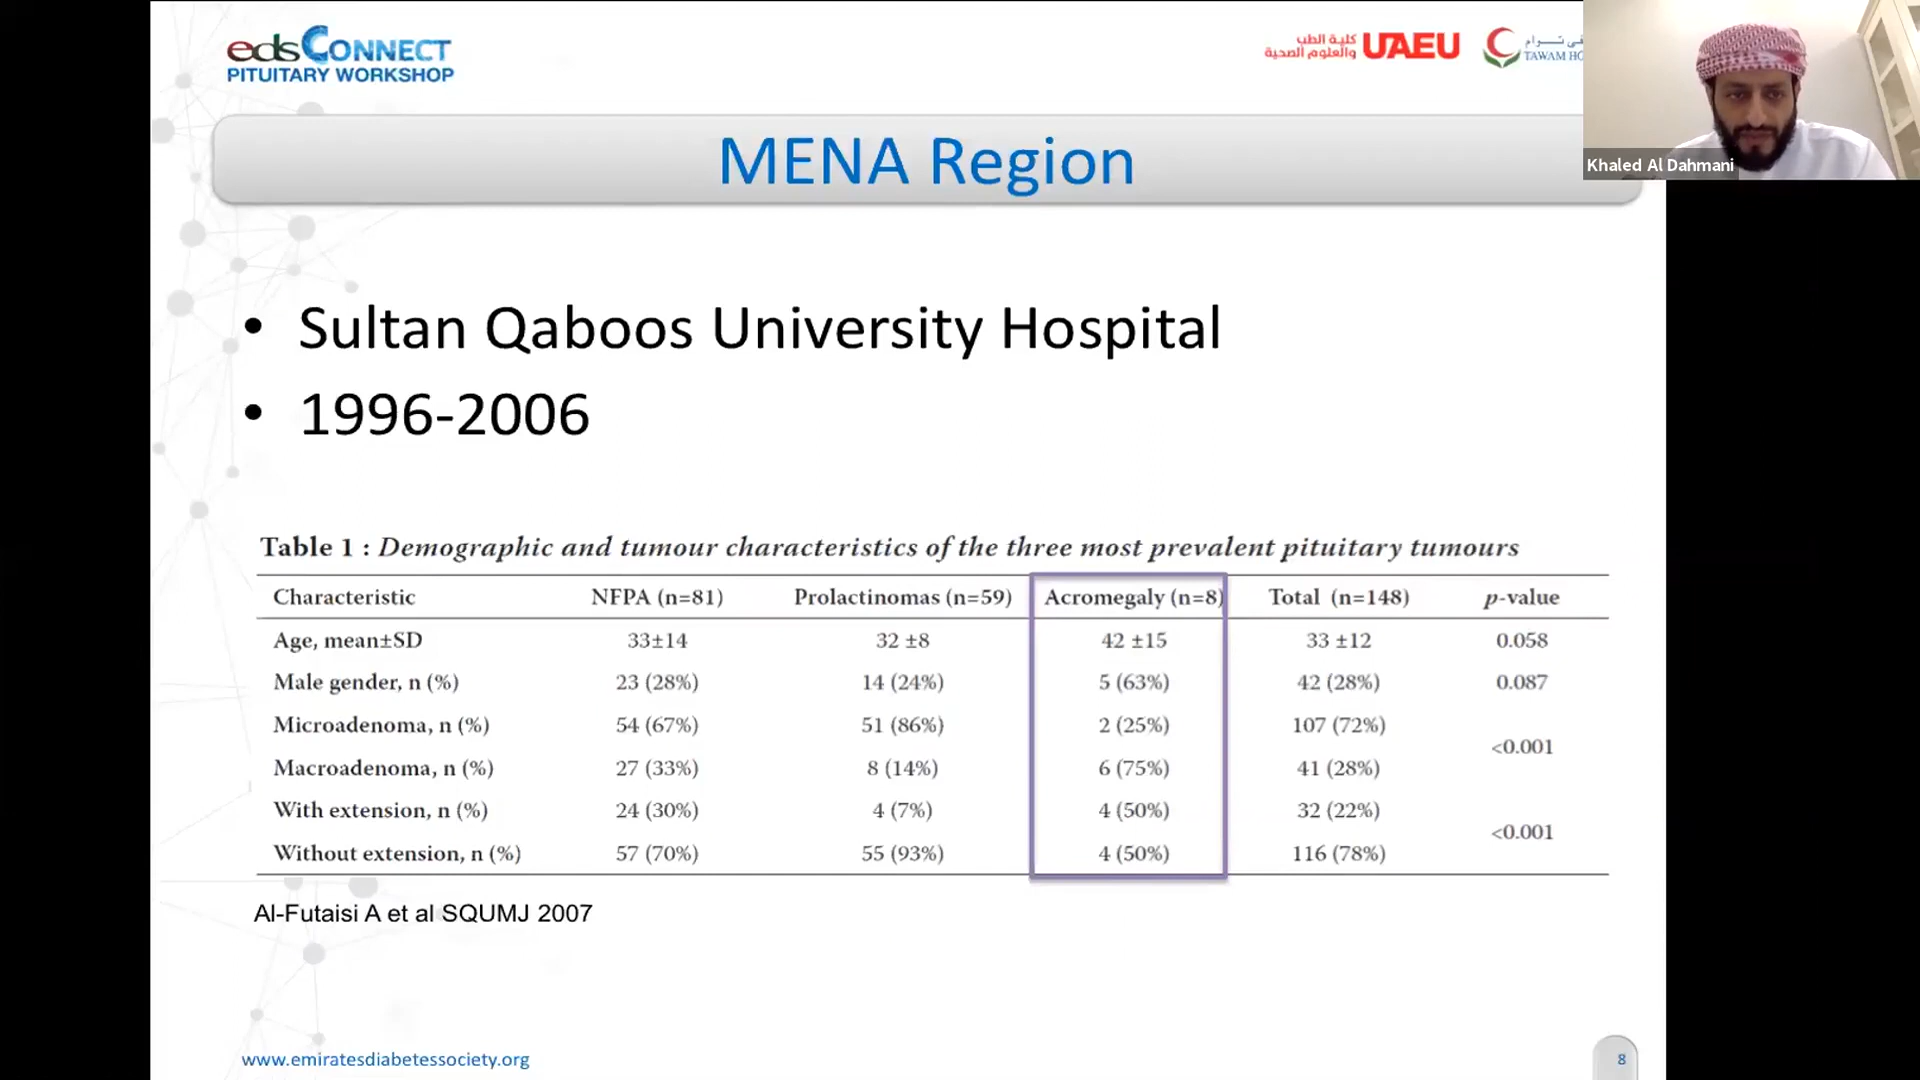 edsCONNECT
PITUITARY WORKSHOP
كلية الطب
والعلوم الصحية
UAEU
TAWAM
Khaled Al Dahmani
MENA Region
• Sultan Qaboos University Hospital
• 1996-2006
Table 1 : Demographic and tumour characteristics of the three most prevalent pituitary tumours
Characteristic NFPA (n=81) Prolactinomas (n=59) Acromegaly (n=8) Total (n=148) p-value
Age, mean±SD 33±14 32 ±8 42 ±15 33 ±12 0.058
Male gender, n (%) 23 (28%) 14 (24%) 5 (63%) 42 (28%) 0.087
Microadenoma, n (%) 54 (67%) 51 (86%) 2 (25%) 107 (72%)
<0.001
Macroadenoma, n (%) 27 (33%) 8 (14%) 6 (75%) 41 (28%)
With extension, n (%) 24 (30%) 4 (7%) 4 (50%) 32 (22%)
<0.001
Without extension, n (%) 57 (70%) 55 (93%) 4 (50%) 116 (78%)
Al-Futaisi A et al SQUMJ 2007
www.emiratesdiabetessociety.org
8